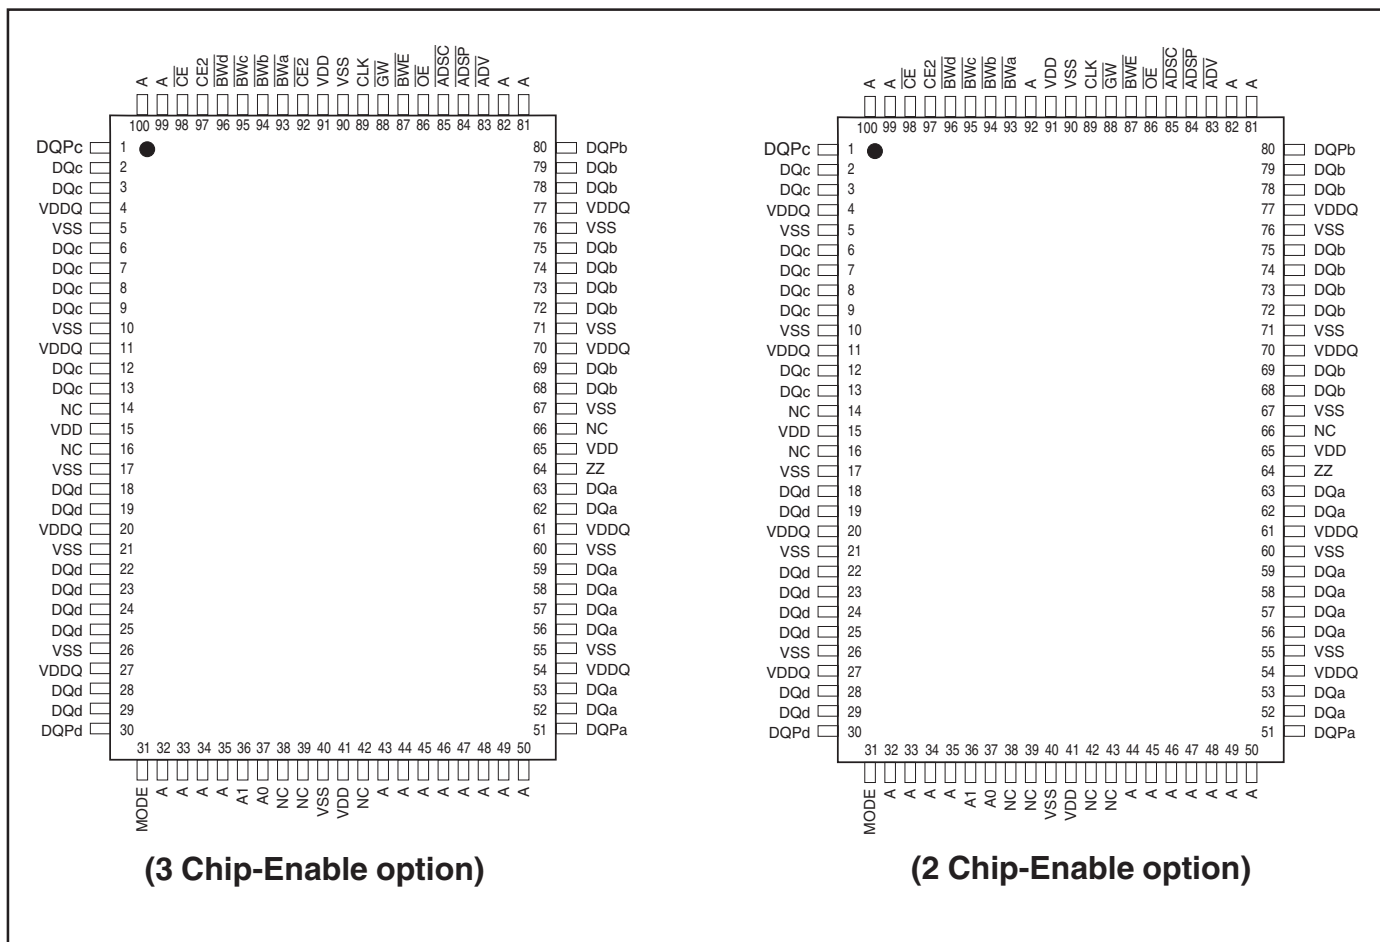 A A CE CE2 BWd BWc BWb BWa CE2 VDD VSS CLK GW BWE OE ADSC ADSP ADV A A
100 99 98 97 96 95 94 93 92 91 90 89 88 87 86 85 84 83 82 81
DQPc 1 80 DQPb
DQc 2 79 DQb
DQc 3 78 DQb
VDDQ 4 77 VDDQ
VSS 5 76 VSS
DQc 6 75 DQb
DQc 7 74 DQb
DQc 8 73 DQb
DQc 9 72 DQb
VSS 10 71 VSS
VDDQ 11 70 VDDQ
DQc 12 69 DQb
DQc 13 68 DQb
NC 14 67 VSS
VDD 15 66 NC
NC 16 65 VDD
VSS 17 64 ZZ
DQd 18 63 DQa
DQd 19 62 DQa
VDDQ 20 61 VDDQ
VSS 21 60 VSS
DQd 22 59 DQa
DQd 23 58 DQa
DQd 24 57 DQa
DQd 25 56 DQa
VSS 26 55 VSS
VDDQ 27 54 VDDQ
DQd 28 53 DQa
DQd 29 52 DQa
DQPd 30 51 DQPa
31 32 33 34 35 36 37 38 39 40 41 42 43 44 45 46 47 48 49 50
MODE A A A A A1 A0 NC NC VSS VDD NC A A A A A A A A
(3 Chip-Enable option)
A A CE CE2 BWd BWc BWb BWa A VDD VSS CLK GW BWE OE ADSC ADSP ADV A A
100 99 98 97 96 95 94 93 92 91 90 89 88 87 86 85 84 83 82 81
DQPc 1 80 DQPb
DQc 2 79 DQb
DQc 3 78 DQb
VDDQ 4 77 VDDQ
VSS 5 76 VSS
DQc 6 75 DQb
DQc 7 74 DQb
DQc 8 73 DQb
DQc 9 72 DQb
VSS 10 71 VSS
VDDQ 11 70 VDDQ
DQc 12 69 DQb
DQc 13 68 DQb
NC 14 67 VSS
VDD 15 66 NC
NC 16 65 VDD
VSS 17 64 ZZ
DQd 18 63 DQa
DQd 19 62 DQa
VDDQ 20 61 VDDQ
VSS 21 60 VSS
DQd 22 59 DQa
DQd 23 58 DQa
DQd 24 57 DQa
DQd 25 56 DQa
VSS 26 55 VSS
VDDQ 27 54 VDDQ
DQd 28 53 DQa
DQd 29 52 DQa
DQPd 30 51 DQPa
31 32 33 34 35 36 37 38 39 40 41 42 43 44 45 46 47 48 49 50
MODE A A A A A1 A0 NC NC VSS VDD NC NC A A A A A A A
(2 Chip-Enable option)